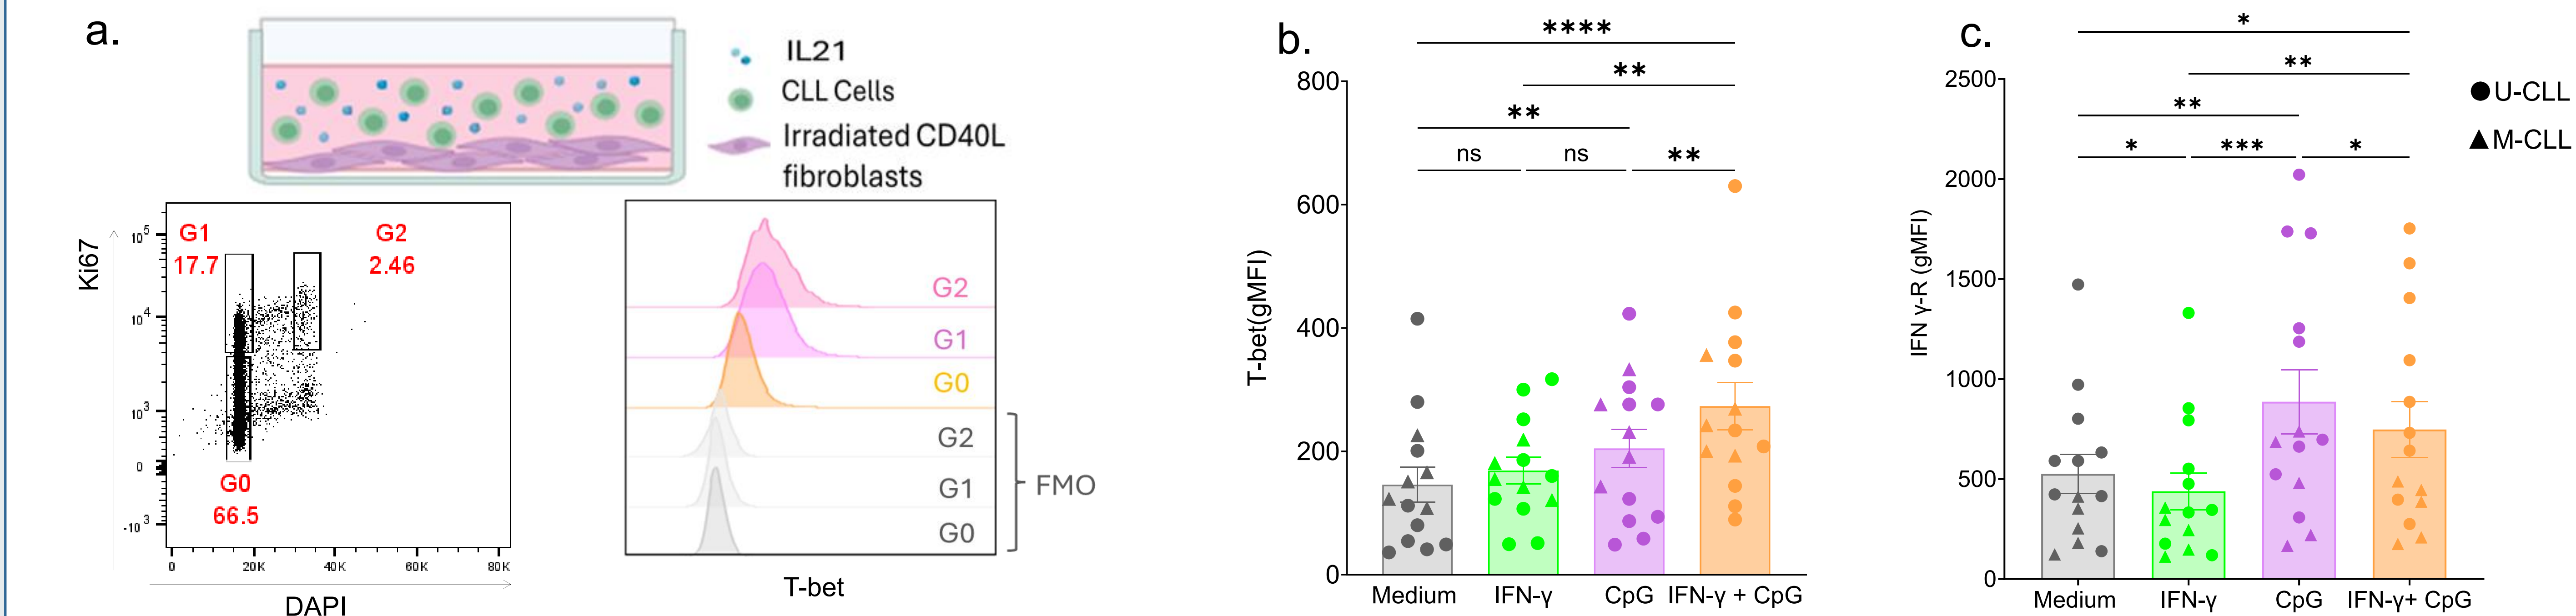 a.
IL21
CLL Cells
Irradiated CD40L
fibroblasts
Ki67
G1
17.7
G2
2.46
G0
66.5
10^5
10^4
10^3
0
-10^3
0 20K 40K 60K 80K
DAPI
G2
G1
G0
G2
G1
G0
FMO
T-bet
b.
****
**
**
ns ns **
T-bet(gMFI)
800
600
400
200
0
Medium IFN-γ CpG IFN-γ + CpG
c.
*
**
**
* *** *
IFN γ-R (gMFI)
2500
2000
1500
1000
500
0
Medium IFN-γ CpG IFN-γ+ CpG
U-CLL
M-CLL